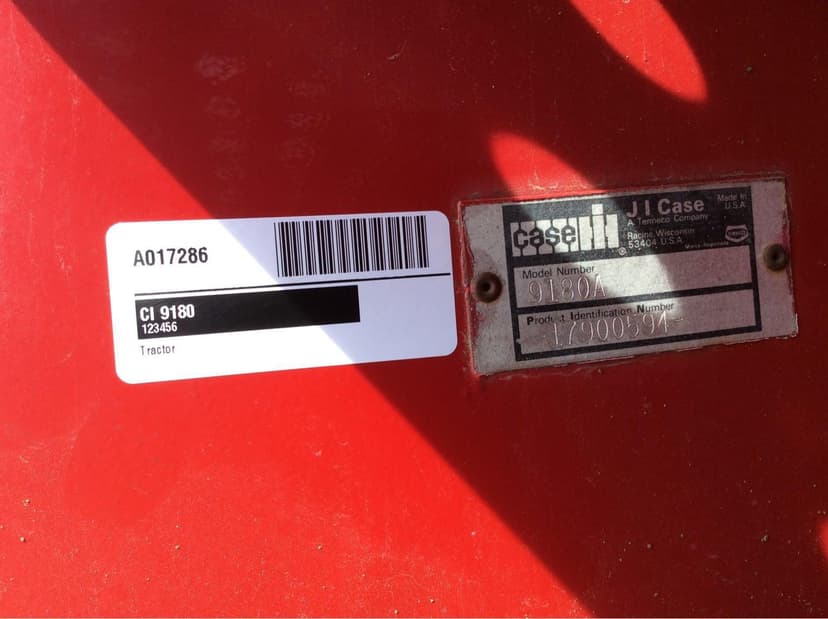 A017286
CI 9180
123456
Tractor
case IH
J I Case
A Tenneco Company
Racine, Wisconsin
53404 U.S.A.
Made in
U.S.A.
Model Number
9180A
Product Identification Number
17900594